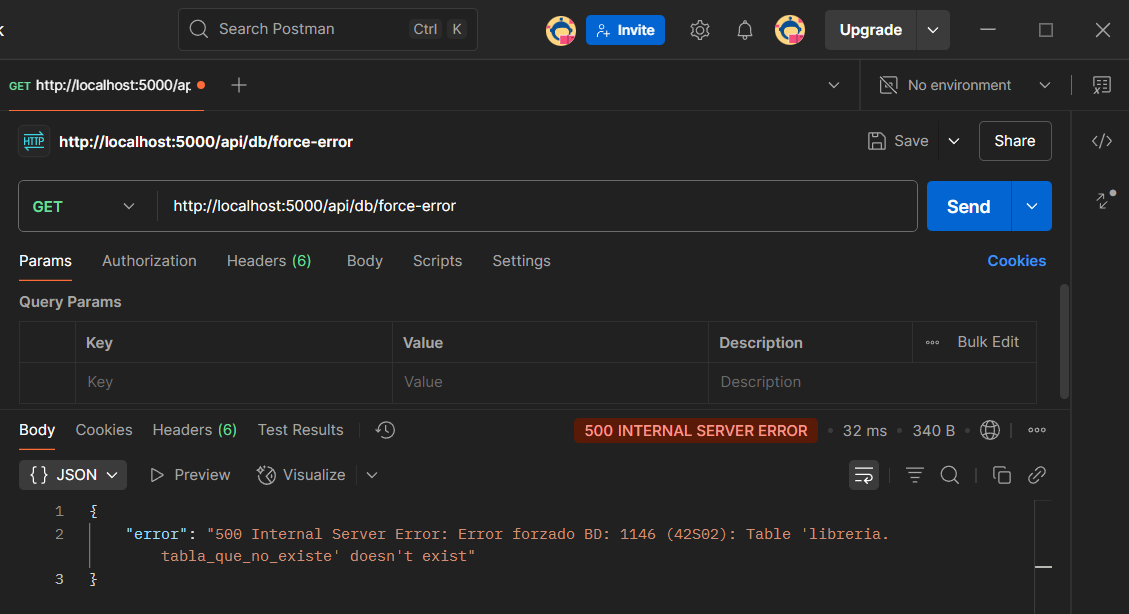 k
Search Postman Ctrl K Invite Upgrade
GET http://localhost:5000/ap No environment
HTTP http://localhost:5000/api/db/force-error Save Share </>
GET http://localhost:5000/api/db/force-error Send
Params Authorization Headers (6) Body Scripts Settings Cookies
Query Params
Key Value Description Bulk Edit
Key Value Description
Body Cookies Headers (6) Test Results 500 INTERNAL SERVER ERROR • 32 ms • 340 B •
{} JSON Preview Visualize
1 {
2 "error": "500 Internal Server Error: Error forzado BD: 1146 (42S02): Table 'libreria.
tabla_que_no_existe' doesn't exist"
3 }